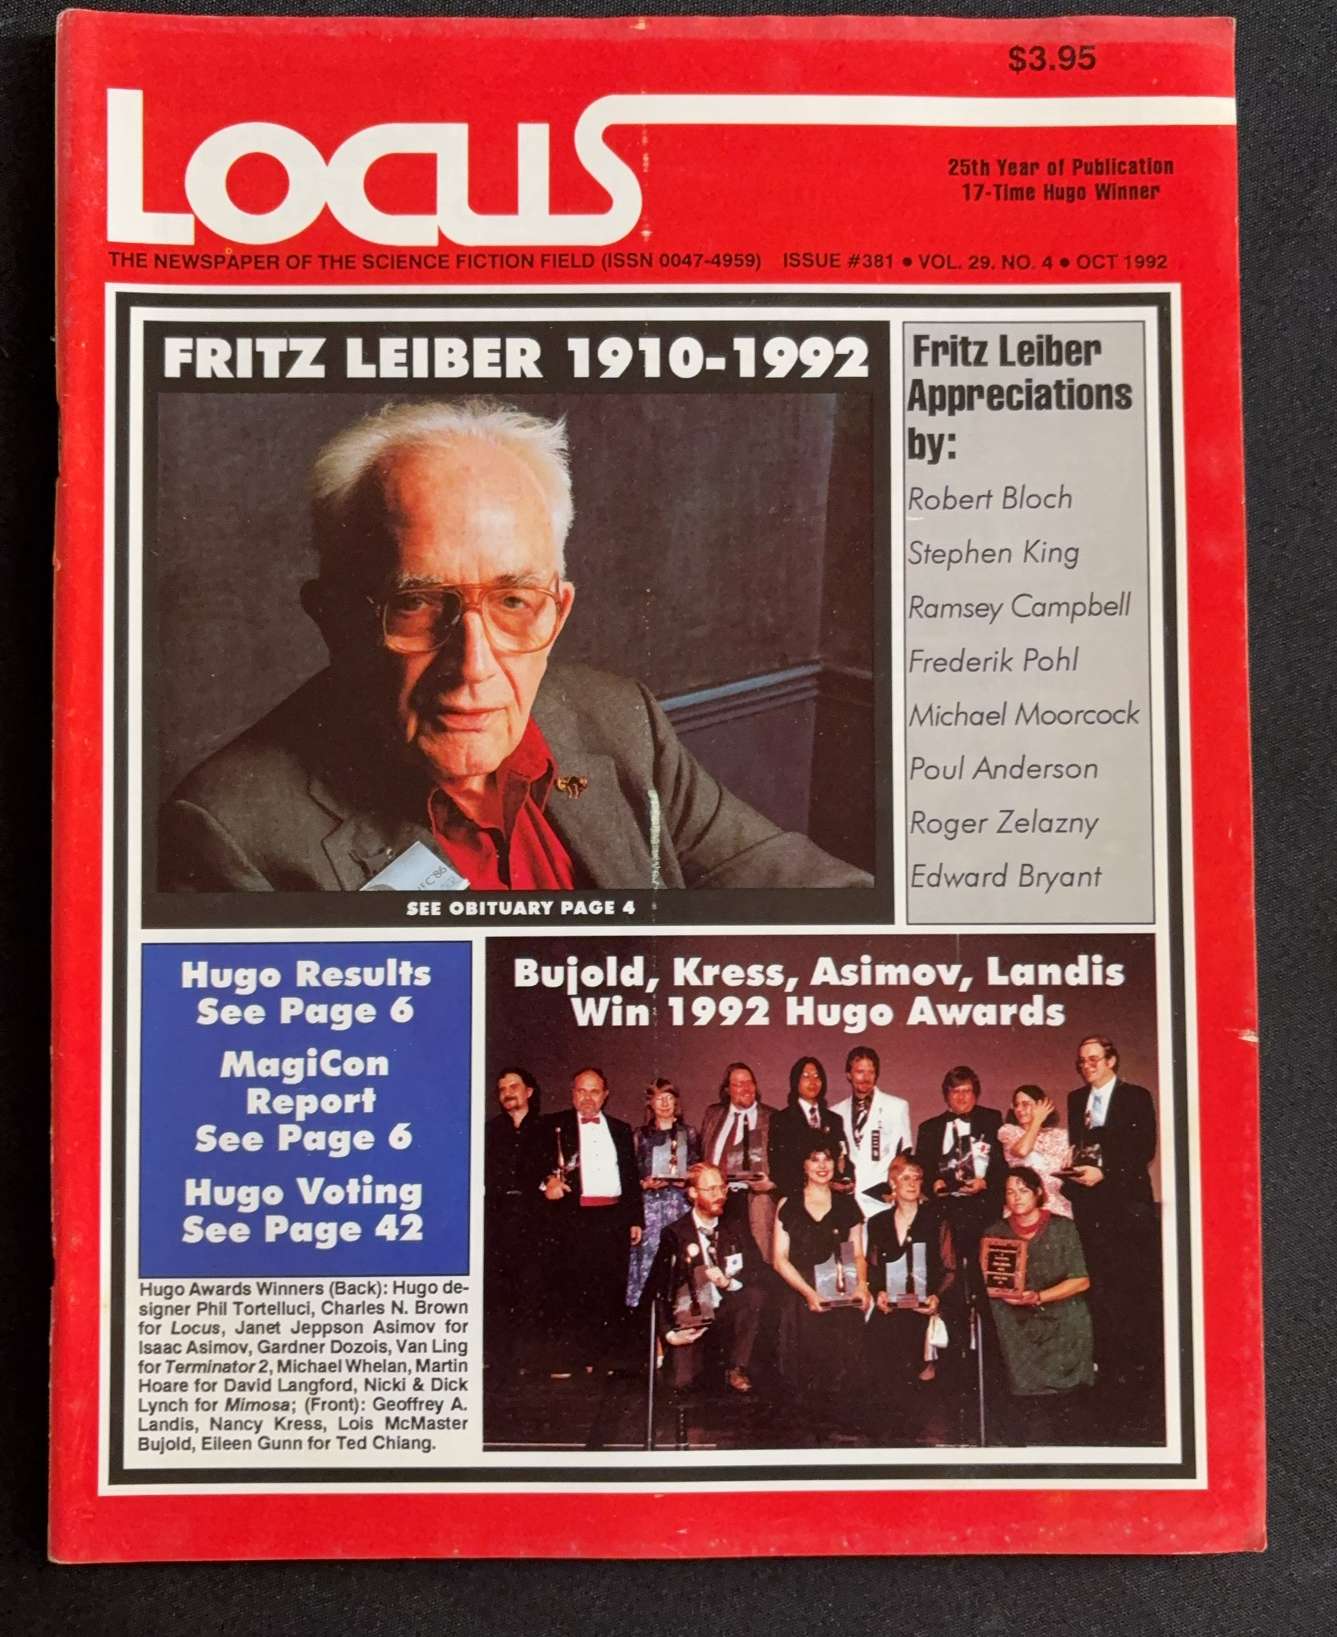 $3.95
LOCUS
25th Year of Publication
17-Time Hugo Winner
THE NEWSPAPER OF THE SCIENCE FICTION FIELD (ISSN 0047-4959) ISSUE #381 • VOL. 29, NO. 4 • OCT 1992
FRITZ LEIBER 1910-1992
SEE OBITUARY PAGE 4
Fritz Leiber
Appreciations
by:
Robert Bloch
Stephen King
Ramsey Campbell
Frederik Pohl
Michael Moorcock
Poul Anderson
Roger Zelazny
Edward Bryant
Hugo Results
See Page 6
MagiCon
Report
See Page 6
Hugo Voting
See Page 42
Bujold, Kress, Asimov, Landis
Win 1992 Hugo Awards
Hugo Awards Winners (Back): Hugo de-
signer Phil Tortelluci, Charles N. Brown
for Locus, Janet Jeppson Asimov for
Isaac Asimov, Gardner Dozois, Van Ling
for Terminator 2, Michael Whelan, Martin
Hoare for David Langford, Nicki & Dick
Lynch for Mimosa; (Front): Geoffrey A.
Landis, Nancy Kress, Lois McMaster
Bujold, Eileen Gunn for Ted Chiang.